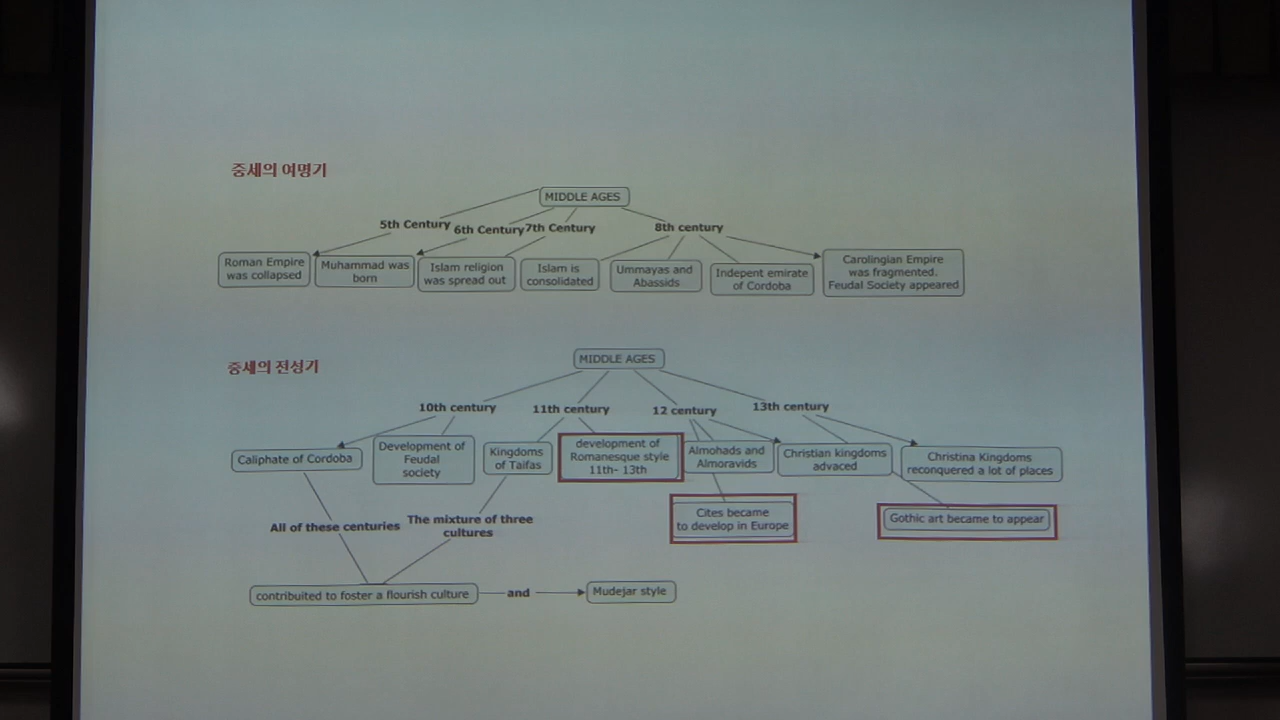 중세의 여명기
MIDDLE AGES
5th Century
6th Century
7th Century
8th century
Roman Empire
was collapsed
Muhammad was
born
Islam religion
was spread out
Islam is
consolidated
Ummayas and
Abassids
Indepent emirate
of Cordoba
Carolingian Empire
was fragmented.
Feudal Society appeared
중세의 전성기
MIDDLE AGES
10th century
11th century
12 century
13th century
Caliphate of Cordoba
Development of
Feudal
society
Kingdoms
of Taifas
development of
Romanesque style
11th- 13th
Almohads and
Almoravids
Christian kingdoms
advaced
Christina Kingdoms
reconquered a lot of places
Cites became
to develop in Europe
Gothic art became to appear
All of these centuries
The mixture of three
cultures
contribuited to foster a flourish culture
and
Mudejar style